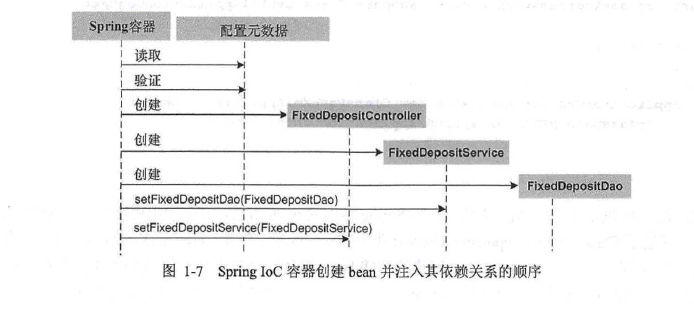 Spring容器 配置元数据
读取
验证
创建
FixedDepositController
创建
FixedDepositService
创建
FixedDepositDao
setFixedDepositDao(FixedDepositDao)
setFixedDepositService(FixedDepositService)
图 1-7 Spring IoC 容器创建 bean 并注入其依赖关系的顺序